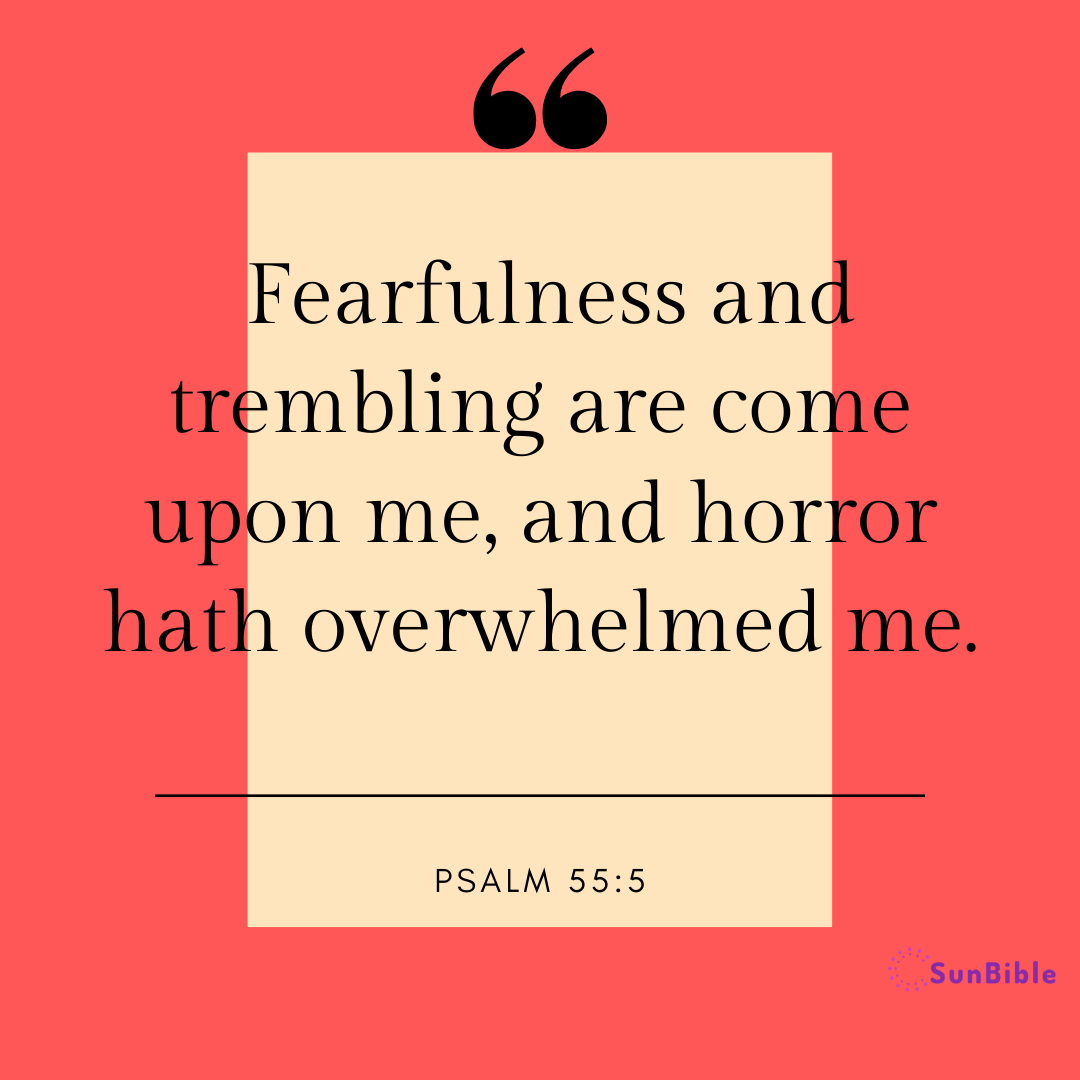 “
Fearfulness and
trembling are come
upon me, and horror
hath overwhelmed me.
PSALM 55:5
SunBible